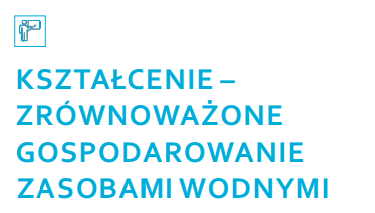 KSZTAŁCENIE –
ZRÓWNOWAŻONE
GOSPODAROWANIE
ZASOBAMI WODNYMI